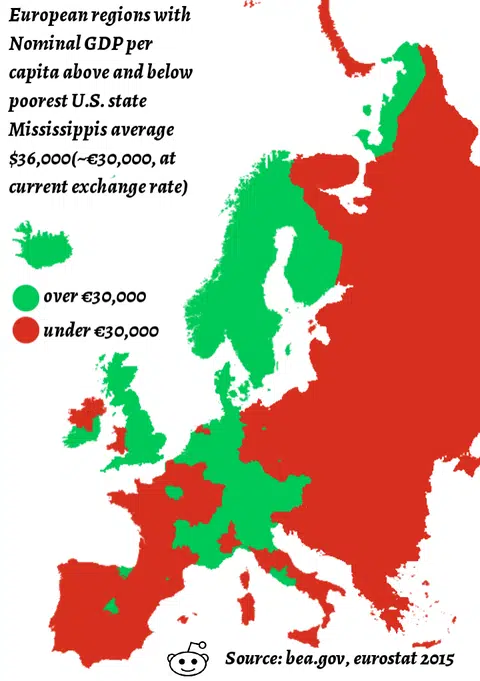 European regions with
Nominal GDP per
capita above and below
poorest U.S. state
Mississippis average
$36,000(~€30,000, at
current exchange rate)
over €30,000
under €30,000
Source: bea.gov, eurostat 2015